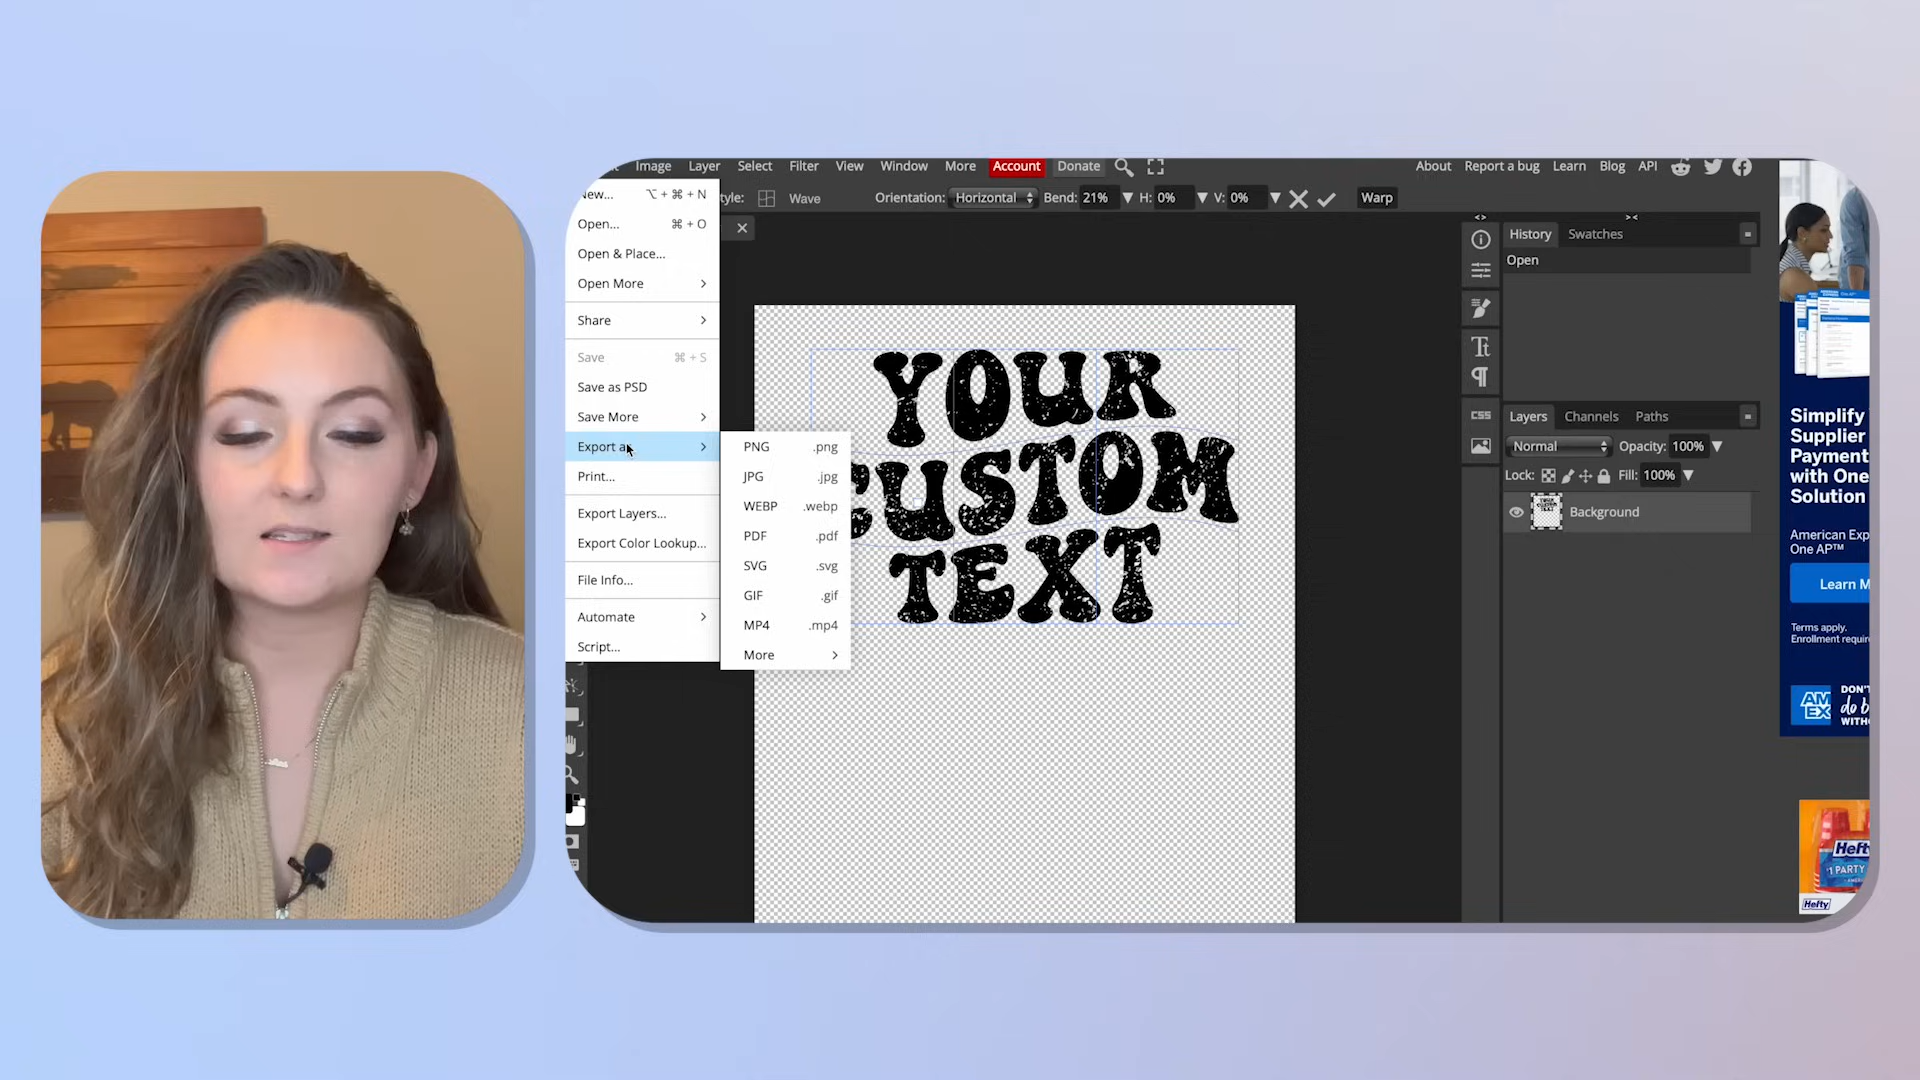 Image Layer Select Filter View Window More Account Donate About Report a bug Learn Blog API
Wave Orientation: Horizontal Bend: 21% H: 0% V: 0% Warp
New... ⌥ + ⌘ + N
Open... ⌘ + O
Open & Place...
Open More
Share
Save ⌘ + S
Save as PSD
Save More
Export as
Print...
Export Layers...
Export Color Lookup...
File Info...
Automate
Script...
PNG .png
JPG .jpg
WEBP .webp
PDF .pdf
SVG .svg
GIF .gif
MP4 .mp4
More
YOUR
CUSTOM
TEXT
CSS
History Swatches
Open
Layers Channels Paths
Normal Opacity: 100%
Lock: Fill: 100%
Background
Simplify
Supplier
Payment
with One
Solution
American Exp
One AP™
Learn M
Terms apply.
Enrollment requir
AM
EX
DON'T
do b
WITH
Hefty
#1 PARTY
Hefty